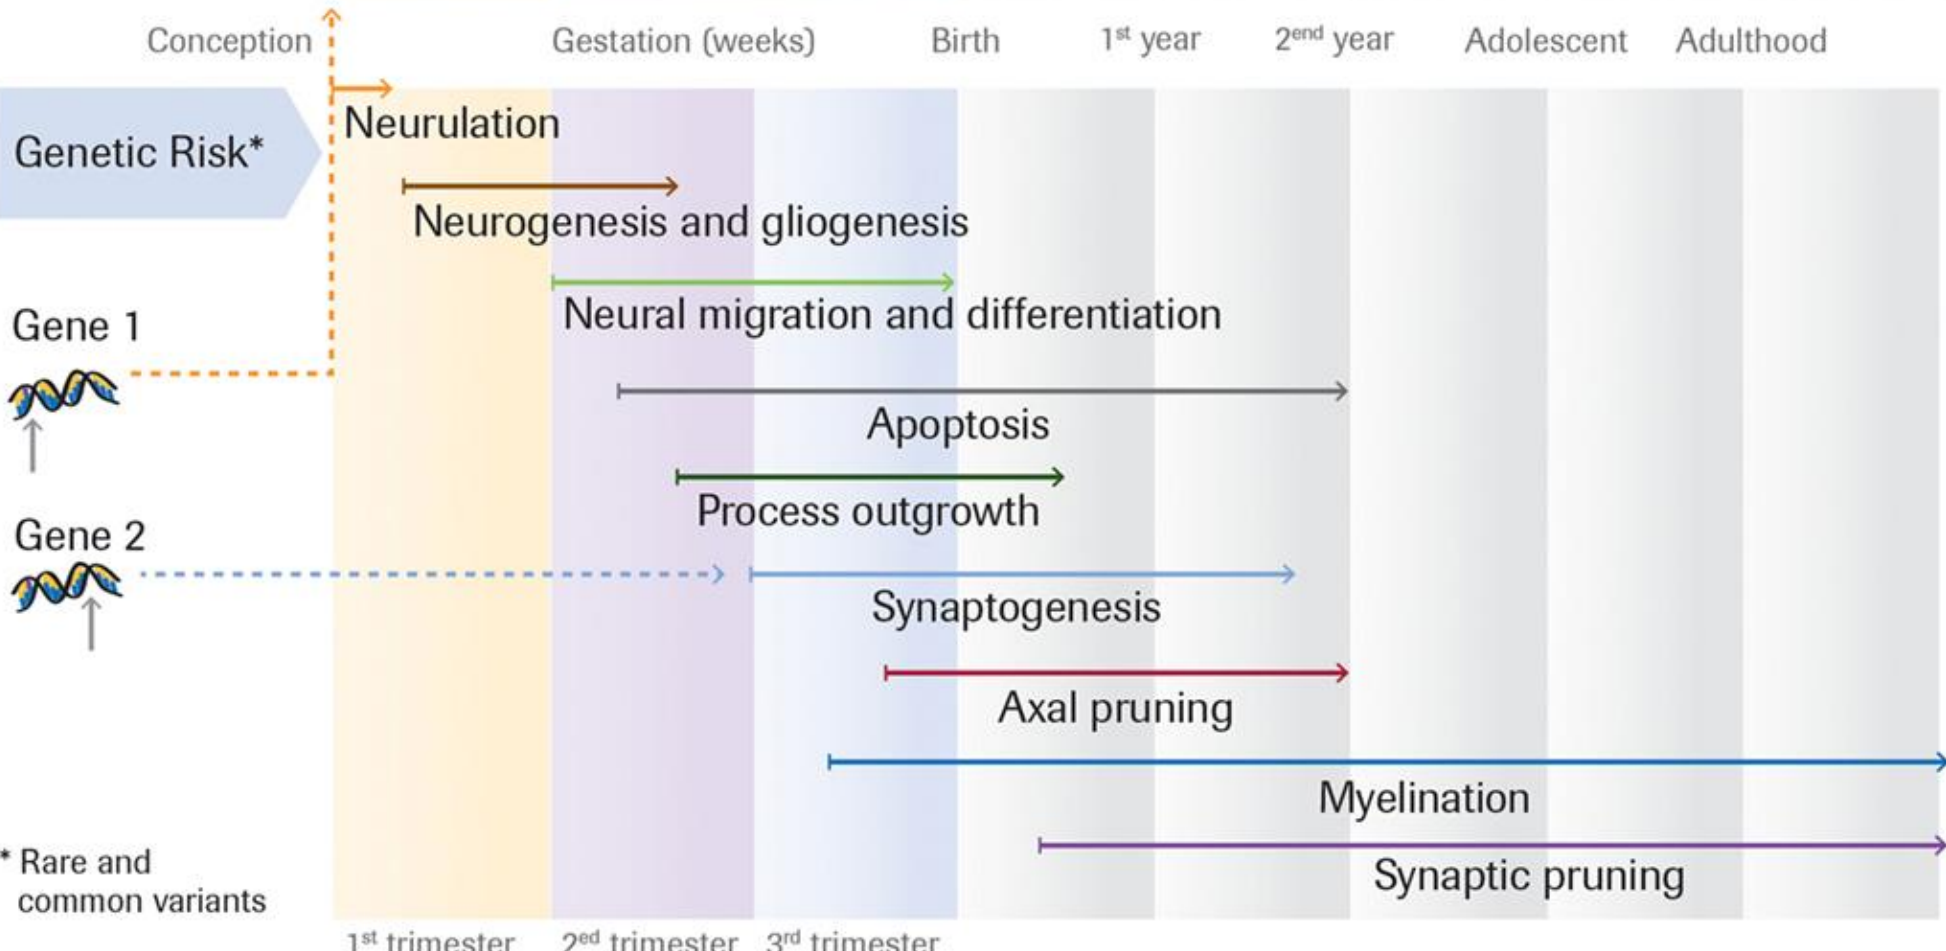 Conception
Gestation (weeks)
Birth
1st year
2end year
Adolescent
Adulthood
Genetic Risk*
Neurulation
Neurogenesis and gliogenesis
Neural migration and differentiation
Gene 1
Apoptosis
Process outgrowth
Gene 2
Synaptogenesis
Axal pruning
Myelination
Synaptic pruning
* Rare and
common variants
1st trimester
2ed trimester
3rd trimester